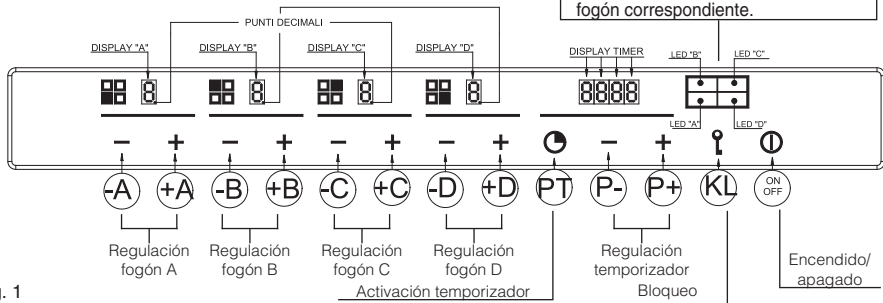 fogón correspondiente.
PUNTI DECIMALI
DISPLAY "A"
DISPLAY "B"
DISPLAY "C"
DISPLAY "D"
DISPLAY TIMER
LED "B"
LED "C"
8
8
8
8
8888
LED "A"
LED "D"
- + - + - + - + - +
-A +A -B +B -C +C -D +D PT P- P+ KL ON
OFF
Regulación
fogón A
Regulación
fogón B
Regulación
fogón C
Regulación
fogón D
Regulación
temporizador
Encendido/
apagado
Activación temporizador
Bloqueo
g. 1